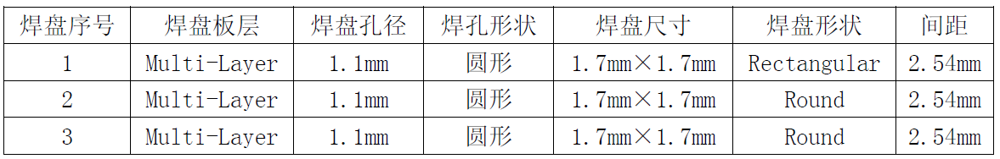 焊盘序号 焊盘板层 焊盘孔径 焊孔形状 焊盘尺寸 焊盘形状 间距
1 Multi-Layer 1.1mm 圆形 1.7mm×1.7mm Rectangular 2.54mm
2 Multi-Layer 1.1mm 圆形 1.7mm×1.7mm Round 2.54mm
3 Multi-Layer 1.1mm 圆形 1.7mm×1.7mm Round 2.54mm